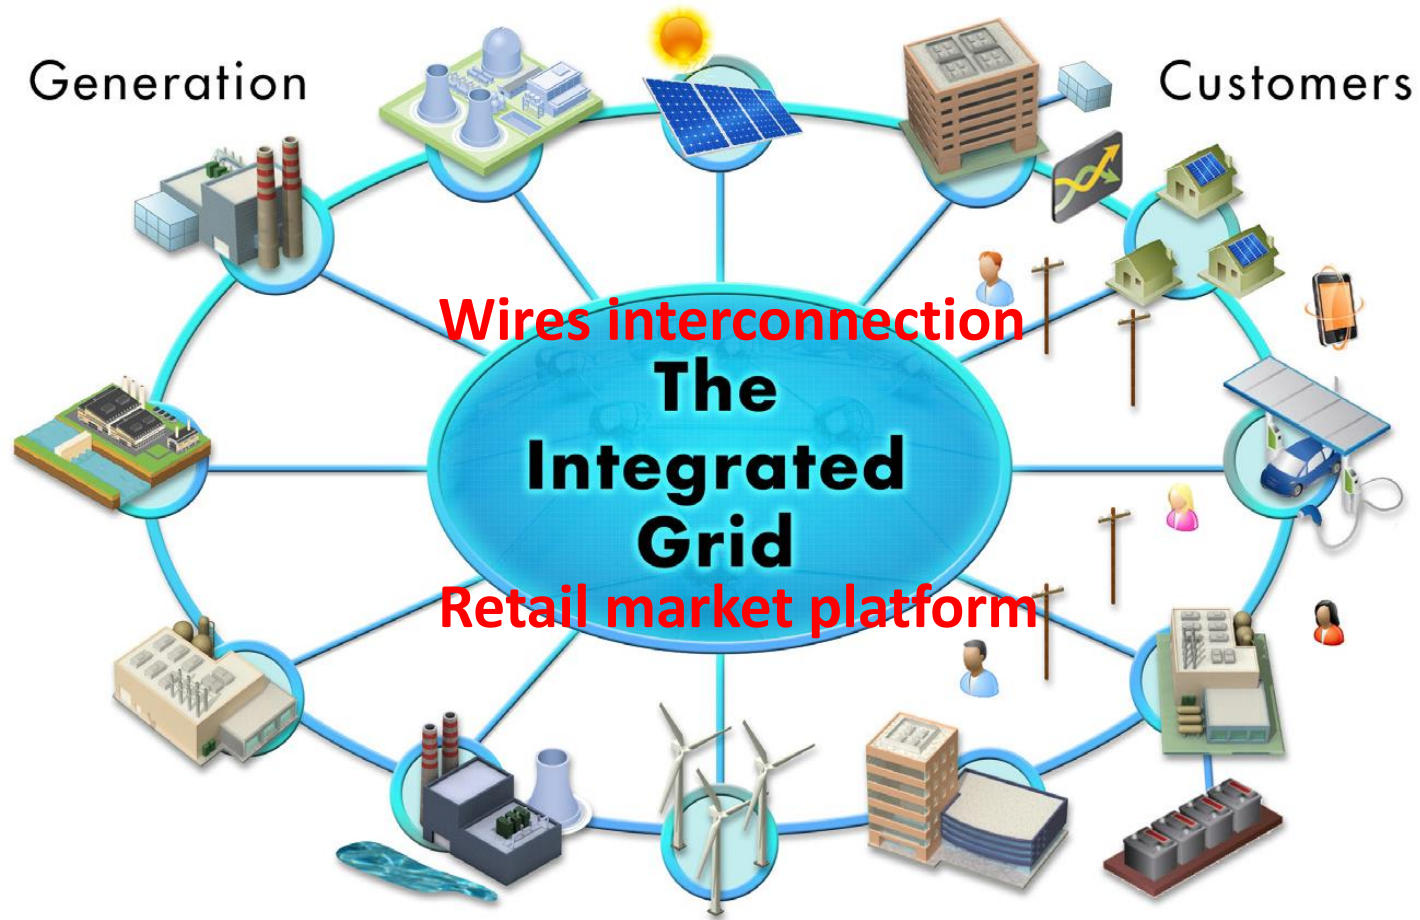 Generation
Customers
Wires interconnection
The
Integrated
Grid
Retail market platform